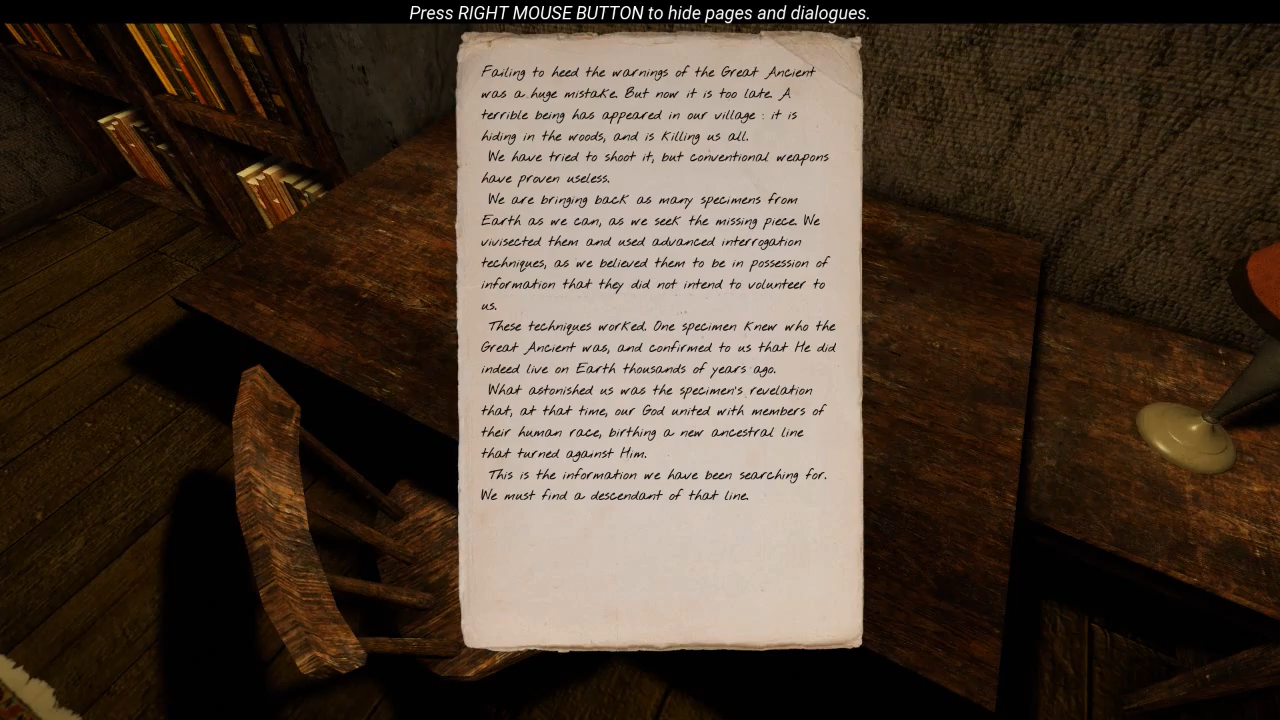 Press RIGHT MOUSE BUTTON to hide pages and dialogues.
Failing to heed the warnings of the Great Ancient
was a huge mistake. But now it is too late. A
terrible being has appeared in our village : it is
hiding in the woods, and is killing us all.
We have tried to shoot it, but conventional weapons
have proven useless.
We are bringing back as many specimens from
Earth as we can, as we seek the missing piece. We
vivisected them and used advanced interrogation
techniques, as we believed them to be in possession of
information that they did not intend to volunteer to
us.
These techniques worked. One specimen knew who the
Great Ancient was, and confirmed to us that He did
indeed live on Earth thousands of years ago.
What astonished us was the specimen's revelation
that, at that time, our God united with members of
their human race, birthing a new ancestral line
that turned against Him.
This is the information we have been searching for.
We must find a descendant of that line.